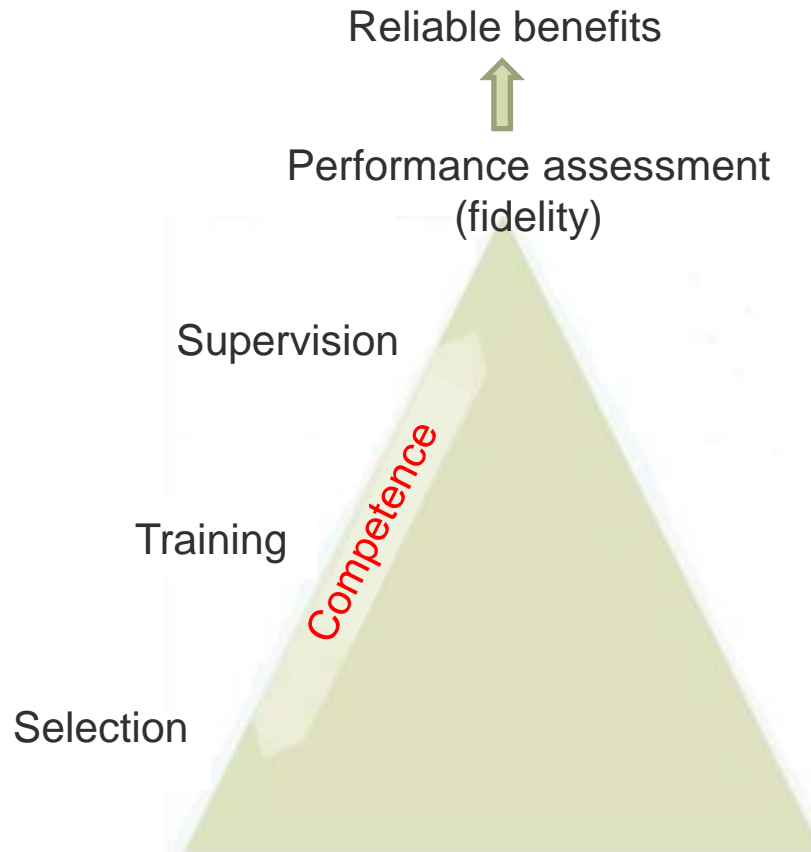 Reliable benefits
Performance assessment
(fidelity)
Supervision
Competence
Training
Selection